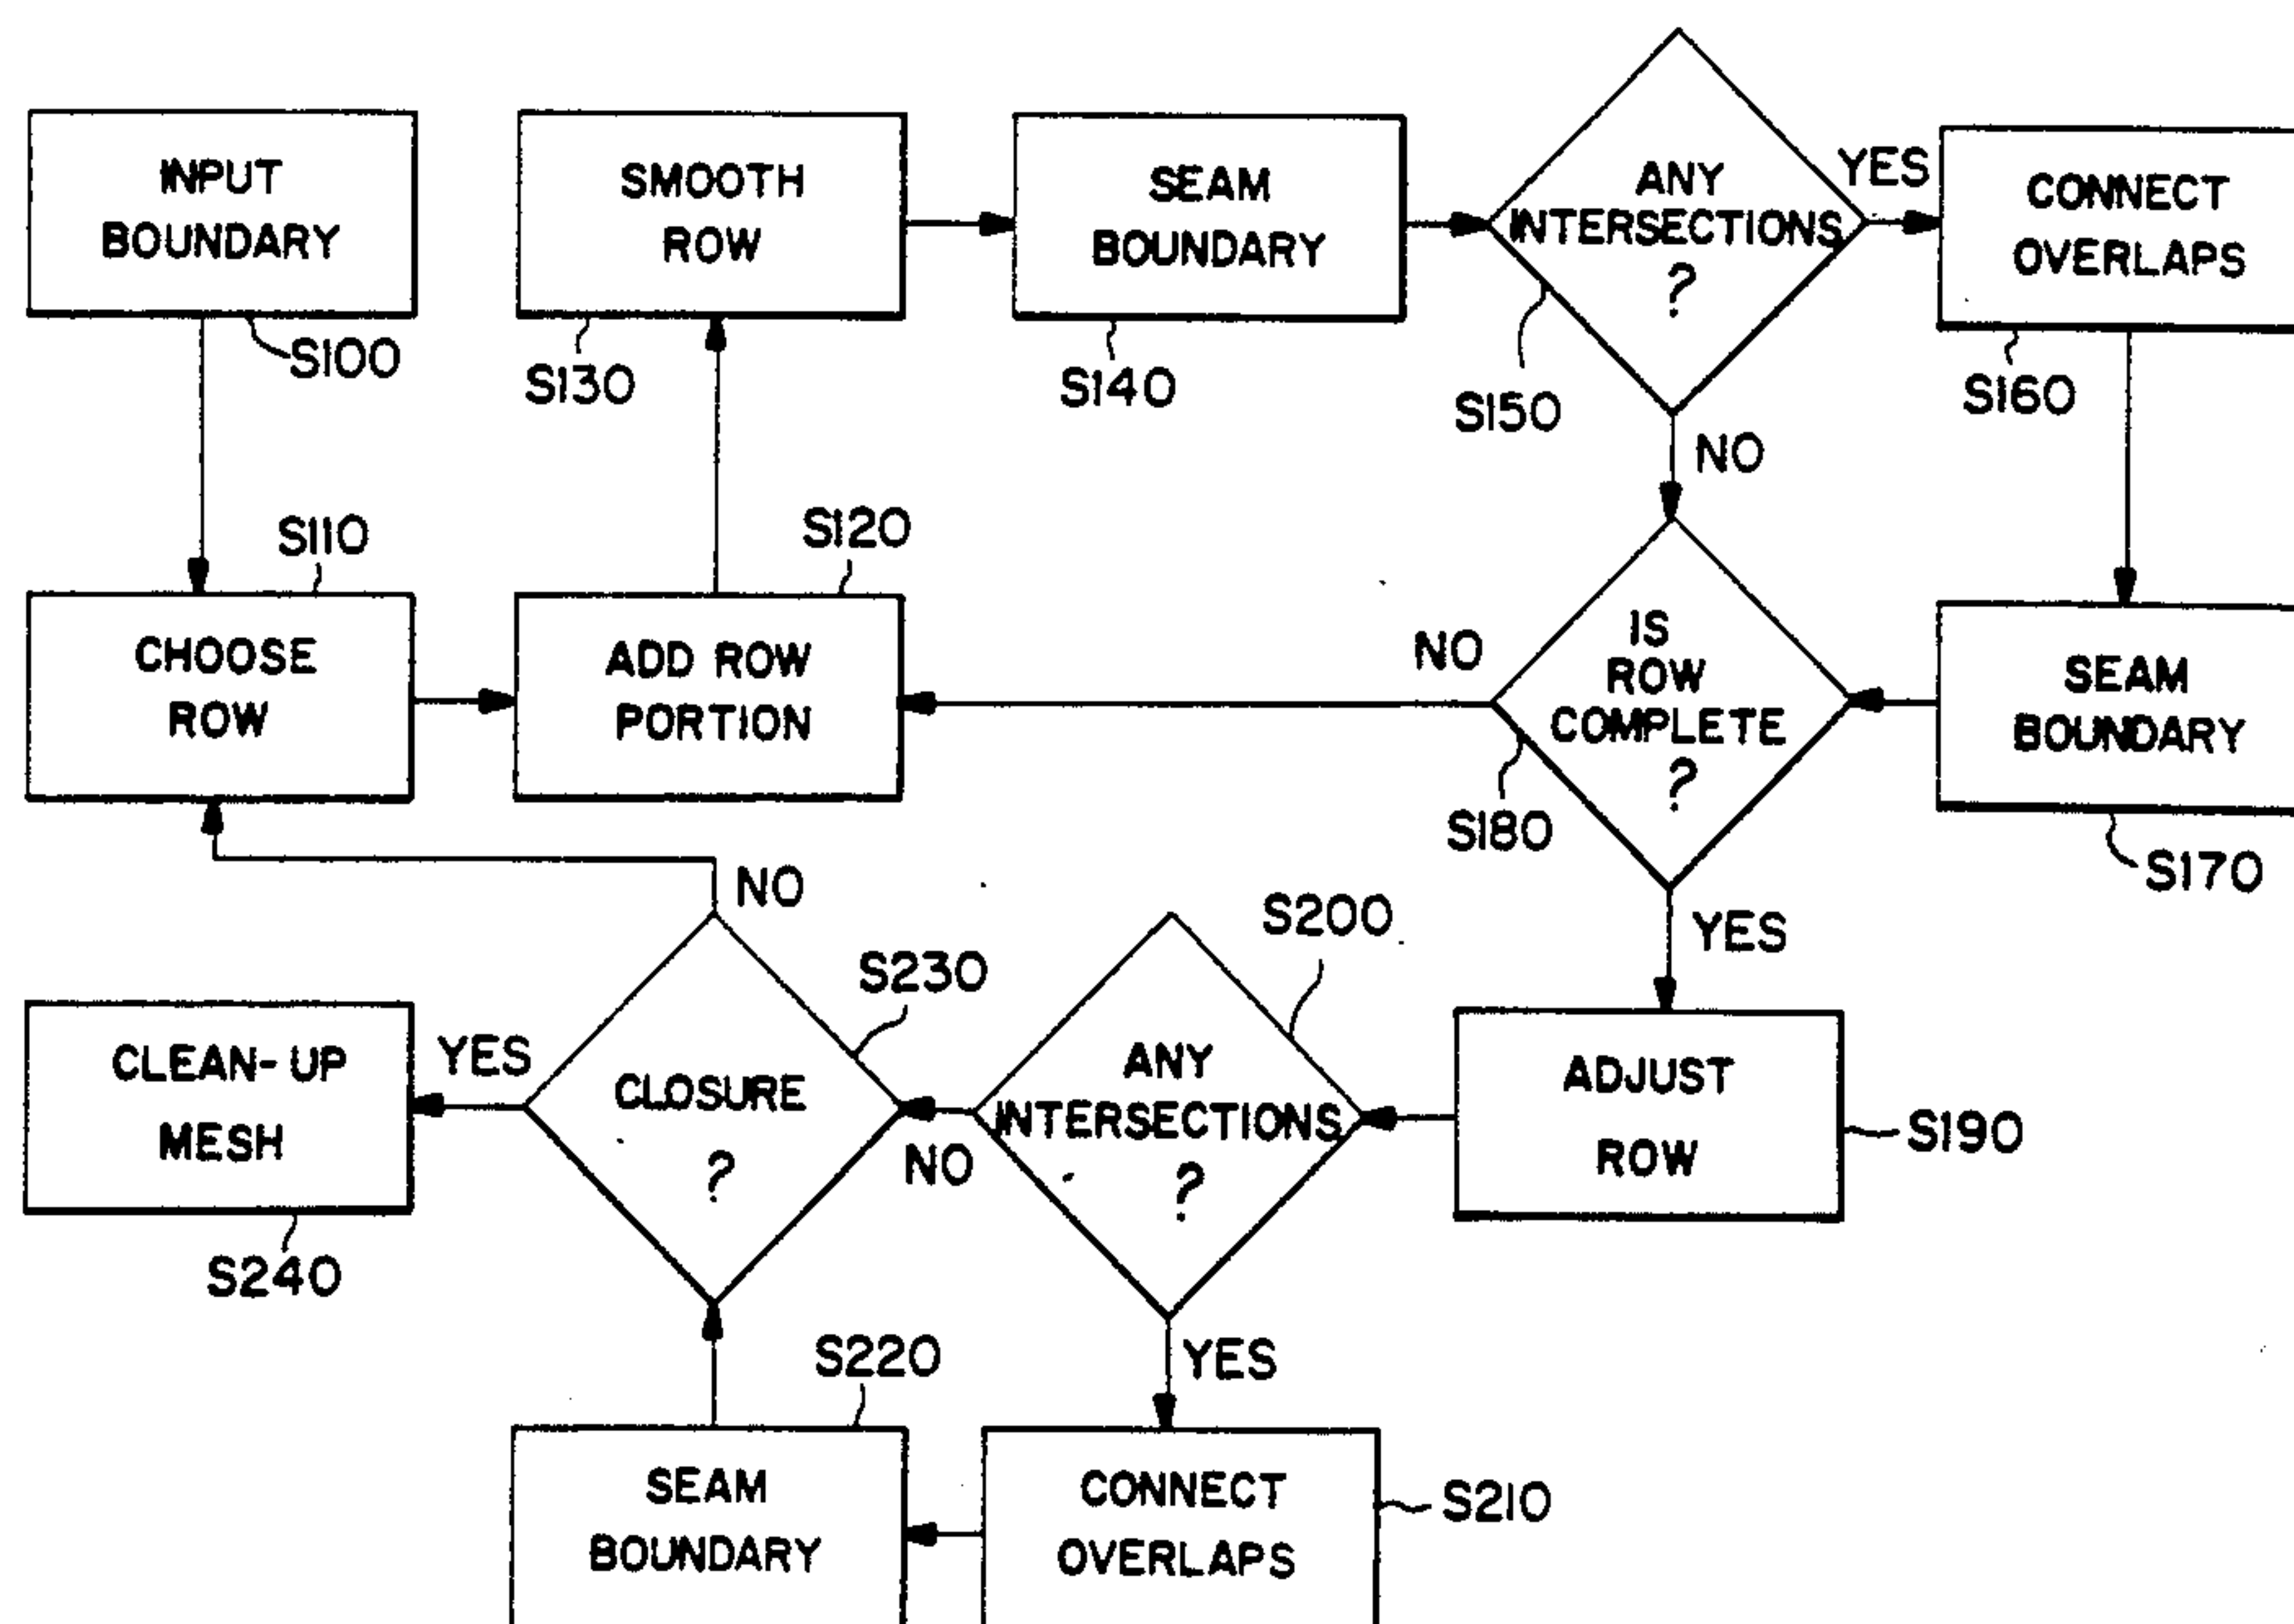 INPUT
BOUNDARY
S100
SMOOTH
ROW
S130
SEAM
BOUNDARY
S140
ANY
INTERSECTIONS
?
S150
YES
CONNECT
OVERLAPS
S160
NO
S110
CHOOSE
ROW
S120
ADD ROW
PORTION
NO
IS
ROW
COMPLETE
?
S180
SEAM
BOUNDARY
S170
NO
YES
CLEAN-UP
MESH
S240
YES
CLOSURE
?
S230
NO
ANY
INTERSECTIONS
?
S200
ADJUST
ROW
S190
YES
S220
SEAM
BOUNDARY
CONNECT
OVERLAPS
S210